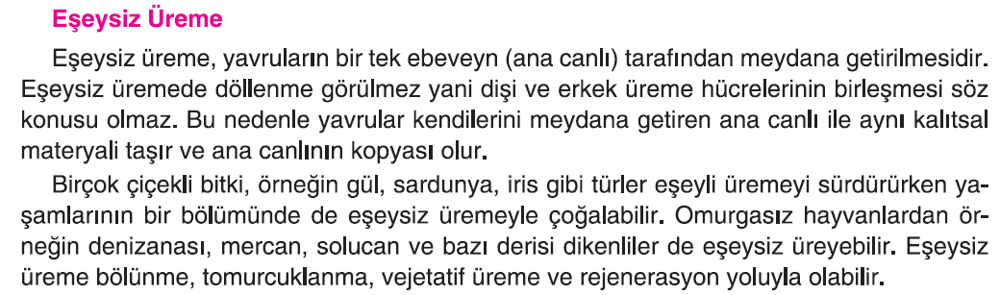 Eşeysiz Üreme
Eşeysiz üreme, yavruların bir tek ebeveyn (ana canlı) tarafından meydana getirilmesidir.
Eşeysiz üremede döllenme görülmez yani dişi ve erkek üreme hücrelerinin birleşmesi söz
konusu olmaz. Bu nedenle yavrular kendilerini meydana getiren ana canlı ile aynı kalıtsal
materyali taşır ve ana canlının kopyası olur.
Birçok çiçekli bitki, örneğin gül, sardunya, iris gibi türler eşeyli üremeyi sürdürürken ya-
şamlarının bir bölümünde de eşeysiz üremeyle çoğalabilir. Omurgasız hayvanlardan ör-
neğin denizanası, mercan, solucan ve bazı derisi dikenliler de eşeysiz üreyebilir. Eşeysiz
üreme bölünme, tomurcuklanma, vejetatif üreme ve rejenerasyon yoluyla olabilir.